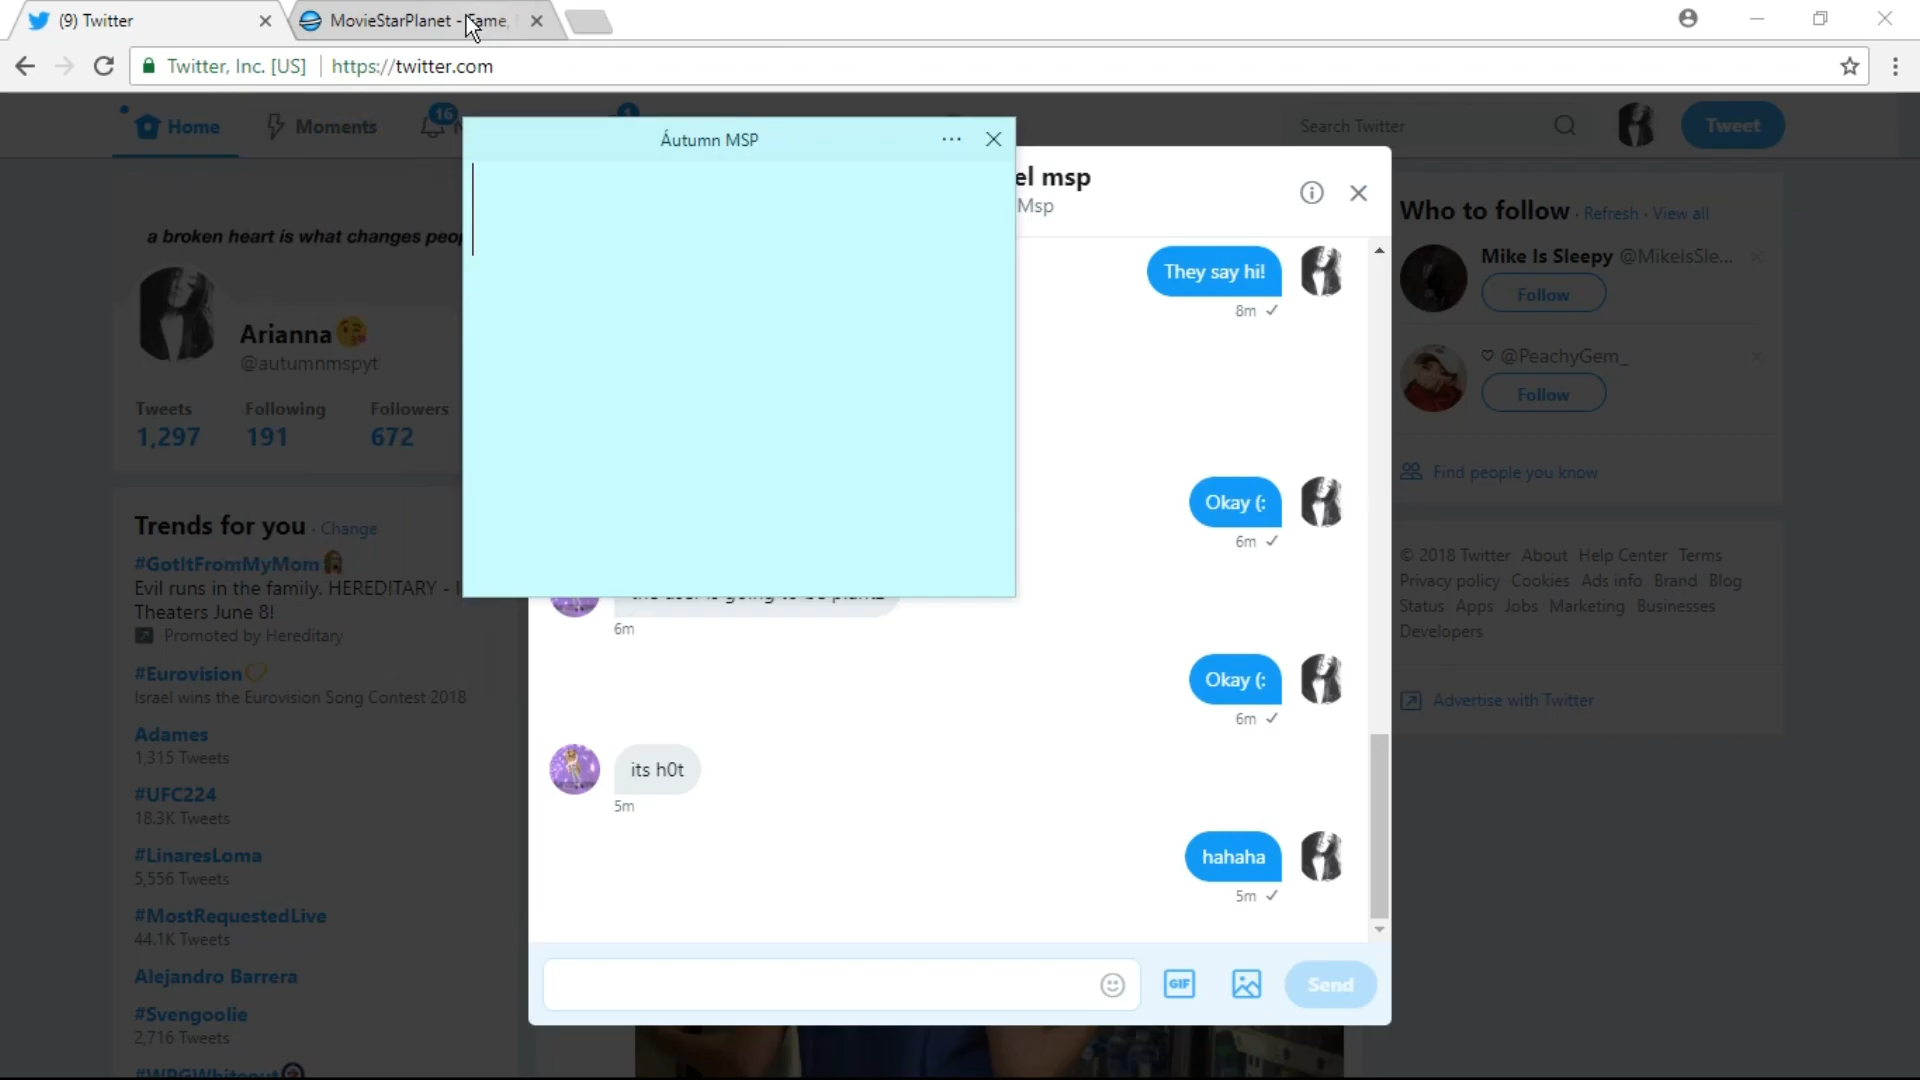 (9) Twitter
MovieStarPlanet - Fame,
Twitter, Inc. [US]
https://twitter.com
Home
Moments
16
1
Search Twitter
Tweet
Áutumn MSP
el msp
Msp
a broken heart is what changes peop
Arianna
@autumnmspyt
Tweets Following Followers
1,297 191 672
Trends for you · Change
#GotItFromMyMom
Evil runs in the family. HEREDITARY - I
Theaters June 8!
Promoted by Hereditary
#Eurovision
Israel wins the Eurovision Song Contest 2018
Adames
1,315 Tweets
#UFC224
18.3K Tweets
#LinaresLoma
5,556 Tweets
#MostRequestedLive
44.1K Tweets
Alejandro Barrera
#Svengoolie
2,716 Tweets
#WPGWhiteout
They say hi!
8m
Okay (:
6m
6m
Okay (:
6m
its h0t
5m
hahaha
5m
GIF
Send
Who to follow · Refresh · View all
Mike Is Sleepy @MikeIsSle...
Follow
@PeachyGem_
Follow
Find people you know
© 2018 Twitter About Help Center Terms
Privacy policy Cookies Ads info Brand Blog
Status Apps Jobs Marketing Businesses
Developers
Advertise with Twitter